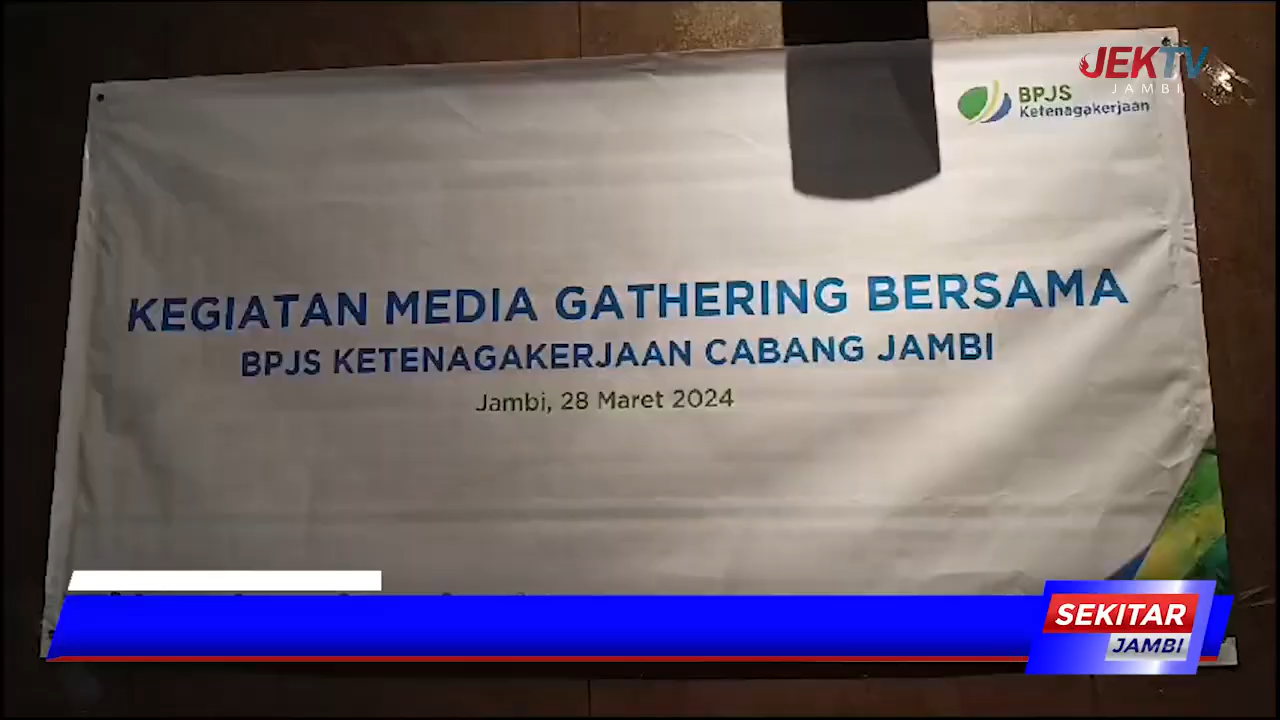 JEKTV
JAMBI
BPJS
Ketenagakerjaan
KEGIATAN MEDIA GATHERING BERSAMA
BPJS KETENAGAKERJAAN CABANG JAMBI
Jambi, 28 Maret 2024
SEKITAR
JAMBI